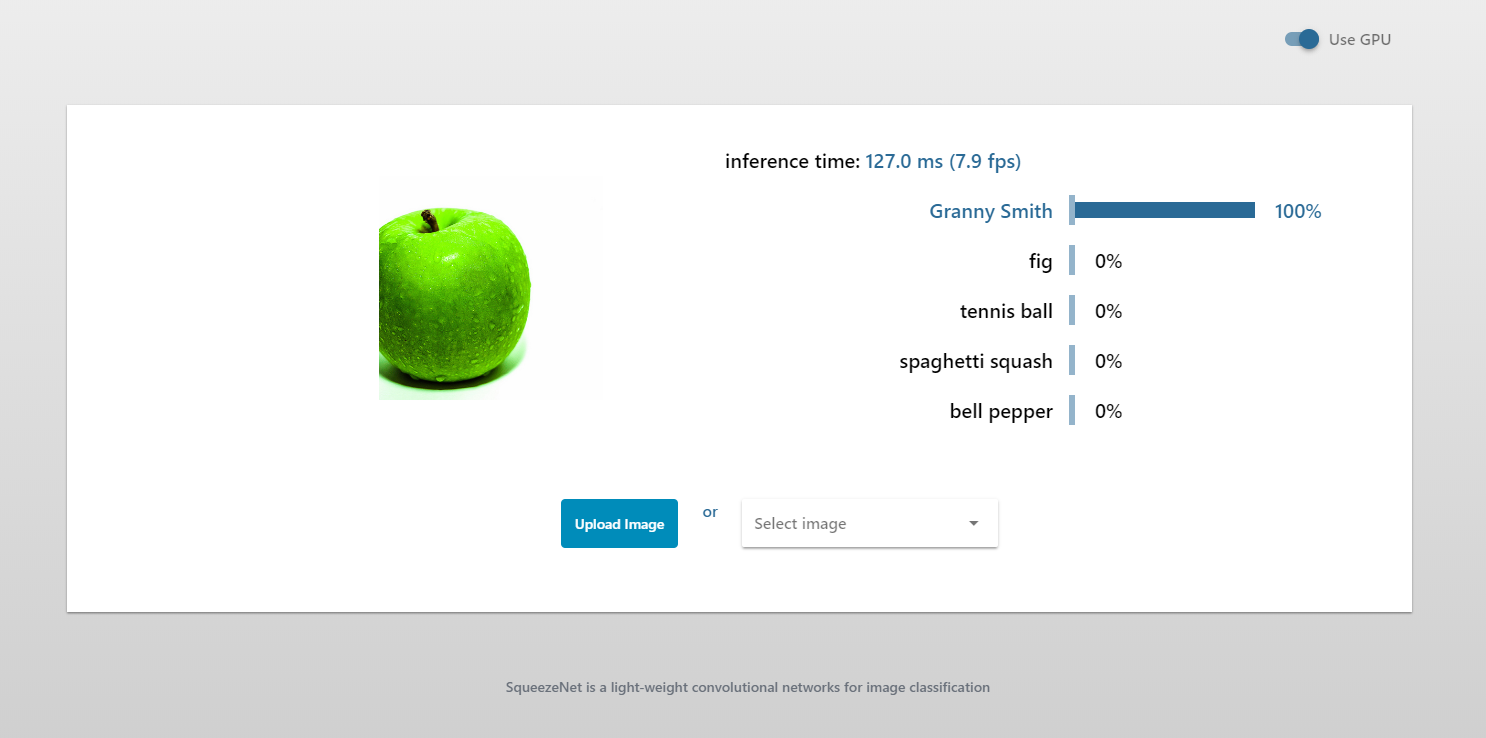 Use GPU
inference time: 127.0 ms (7.9 fps)
Granny Smith 100%
fig 0%
tennis ball 0%
spaghetti squash 0%
bell pepper 0%
Upload Image or Select image
SqueezeNet is a light-weight convolutional networks for image classification